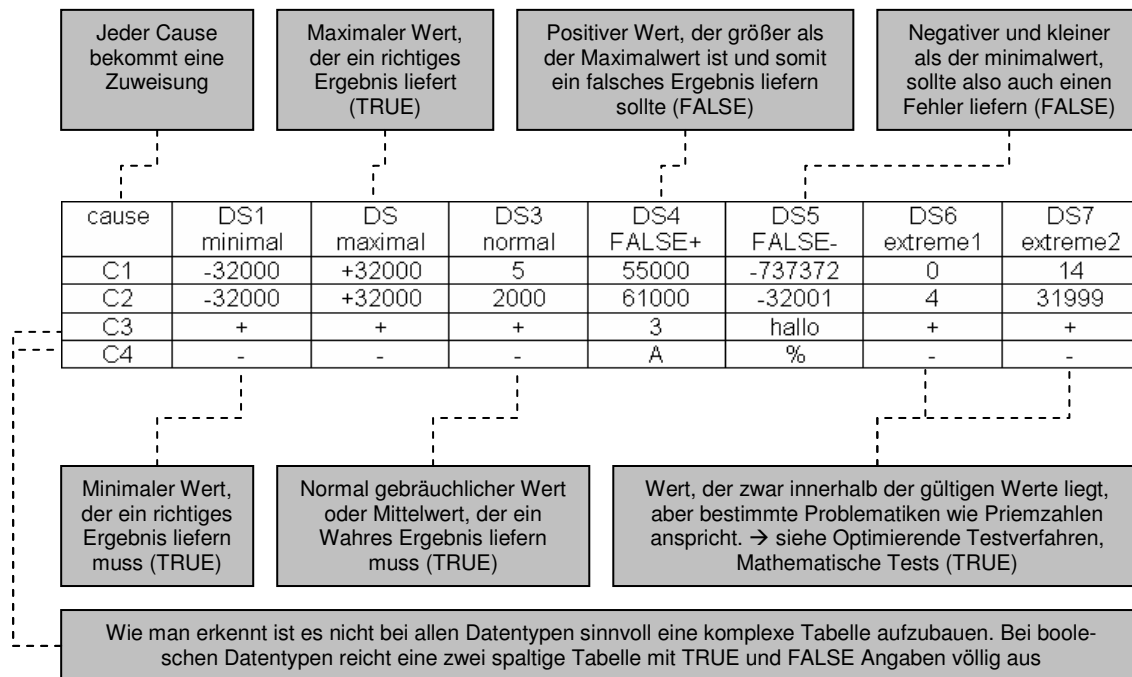 Jeder Cause
bekommt eine
Zuweisung
Maximaler Wert,
der ein richtiges
Ergebnis liefert
(TRUE)
Positiver Wert, der größer als
der Maximalwert ist und somit
ein falsches Ergebnis liefern
sollte (FALSE)
Negativer und kleiner
als der minimalwert,
sollte also auch einen
Fehler liefern (FALSE)
cause DS1 DS DS3 DS4 DS5 DS6 DS7
minimal maximal normal FALSE+ FALSE- extreme1 extreme2
C1 -32000 +32000 5 55000 -737372 0 14
C2 -32000 +32000 2000 61000 -32001 4 31999
C3 + + + 3 hallo + +
C4 - - - A % - -
Minimaler Wert,
der ein richtiges
Ergebnis liefern
muss (TRUE)
Normal gebräuchlicher Wert
oder Mittelwert, der ein
Wahres Ergebnis liefern
muss (TRUE)
Wert, der zwar innerhalb der gültigen Werte liegt,
aber bestimmte Problematiken wie Priemzahlen
anspricht. → siehe Optimierende Testverfahren,
Mathematische Tests (TRUE)
Wie man erkennt ist es nicht bei allen Datentypen sinnvoll eine komplexe Tabelle aufzubauen. Bei boole-
schen Datentypen reicht eine zwei spaltige Tabelle mit TRUE und FALSE Angaben völlig aus